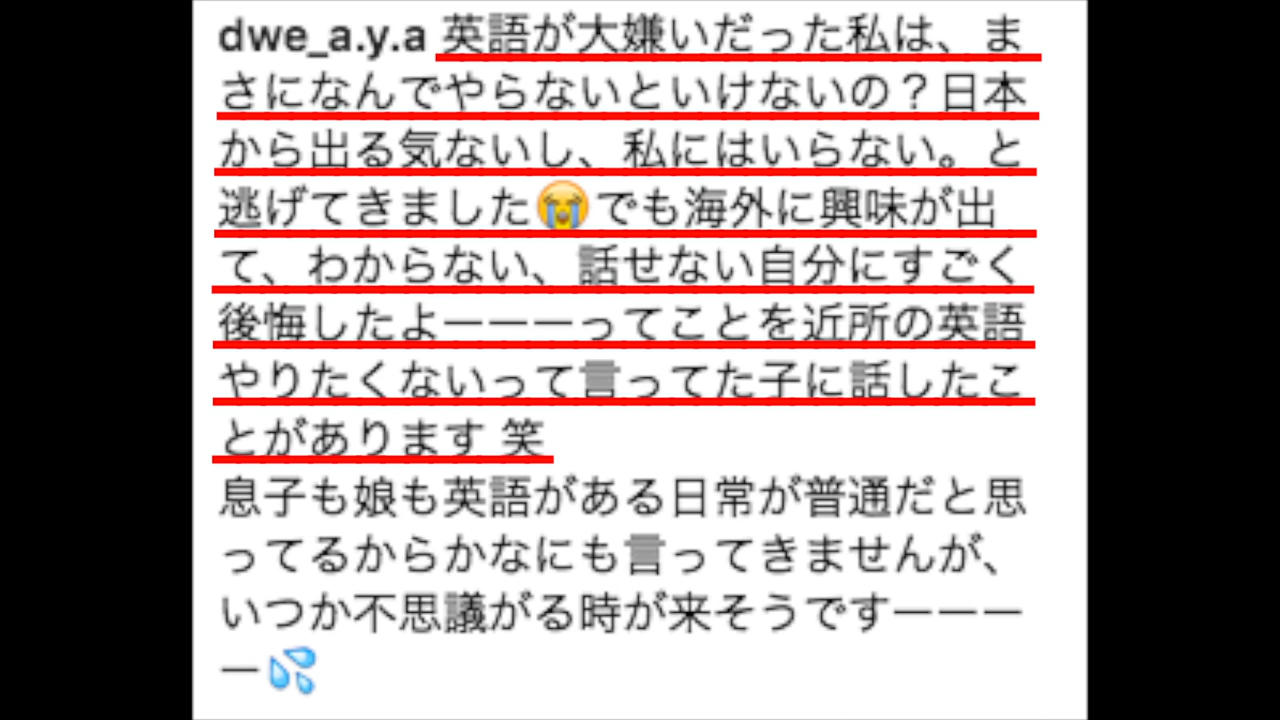 dwe_a.y.a 英語が大嫌いだった私は、ま
さになんでやらないといけないの？日本
から出る気ないし、私にはいらない。と
逃げてきました😭でも海外に興味が出
て、わからない、話せない自分にすごく
後悔したよーーーってことを近所の英語
やりたくないって言ってた子に話したこ
とがあります 笑
息子も娘も英語がある日常が普通だと思
ってるからかなにも言ってきませんが、
いつか不思議がる時が来そうですーーー
ー💦